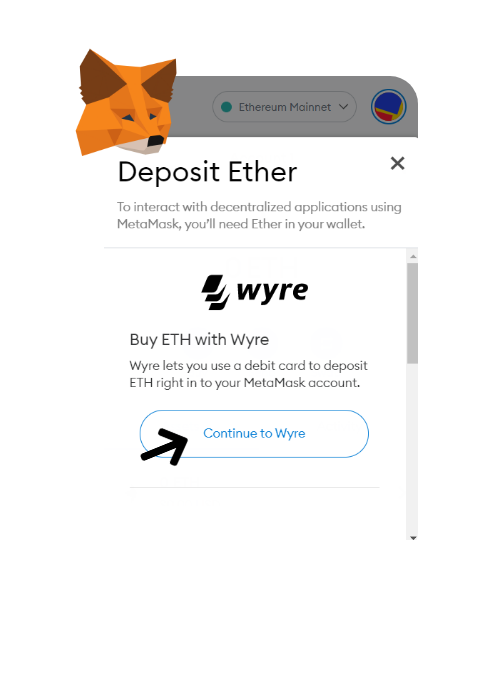 Ethereum Mainnet
Deposit Ether
To interact with decentralized applications using
MetaMask, you'll need Ether in your wallet.
wyre
Buy ETH with Wyre
Wyre lets you use a debit card to deposit
ETH right in to your MetaMask account.
Continue to Wyre